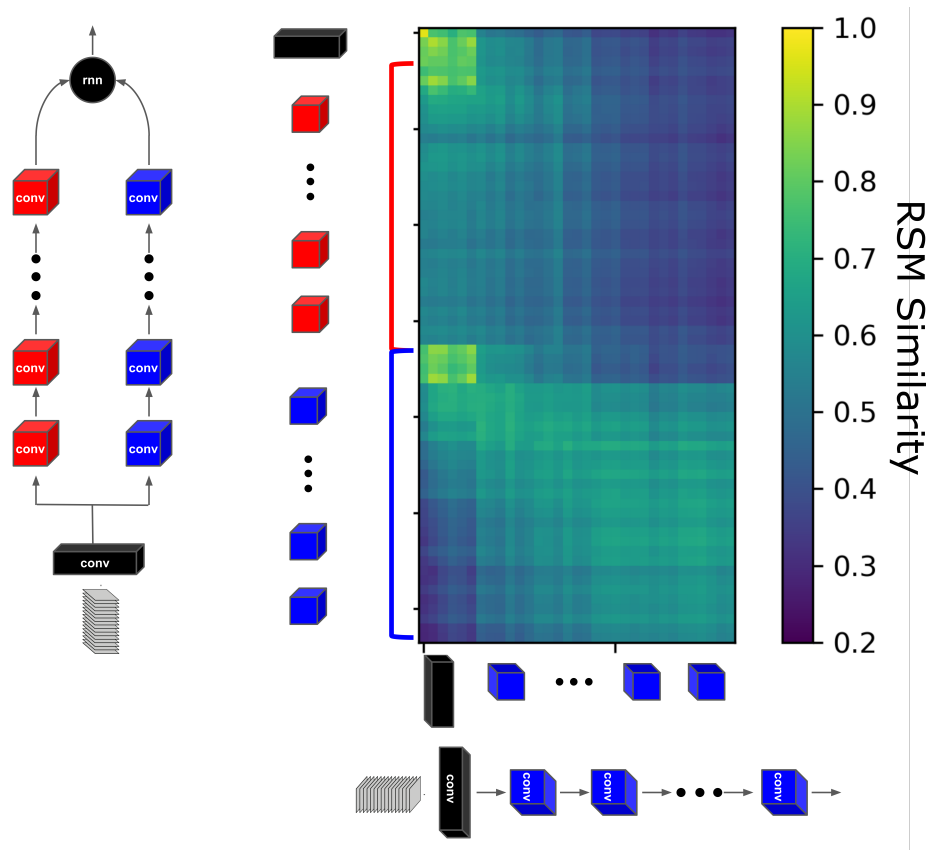 rnn
conv
conv
conv
conv
conv
conv
conv
1.0
0.9
0.8
0.7
0.6
0.5
0.4
0.3
0.2
RSM Similarity
conv
conv
conv
conv